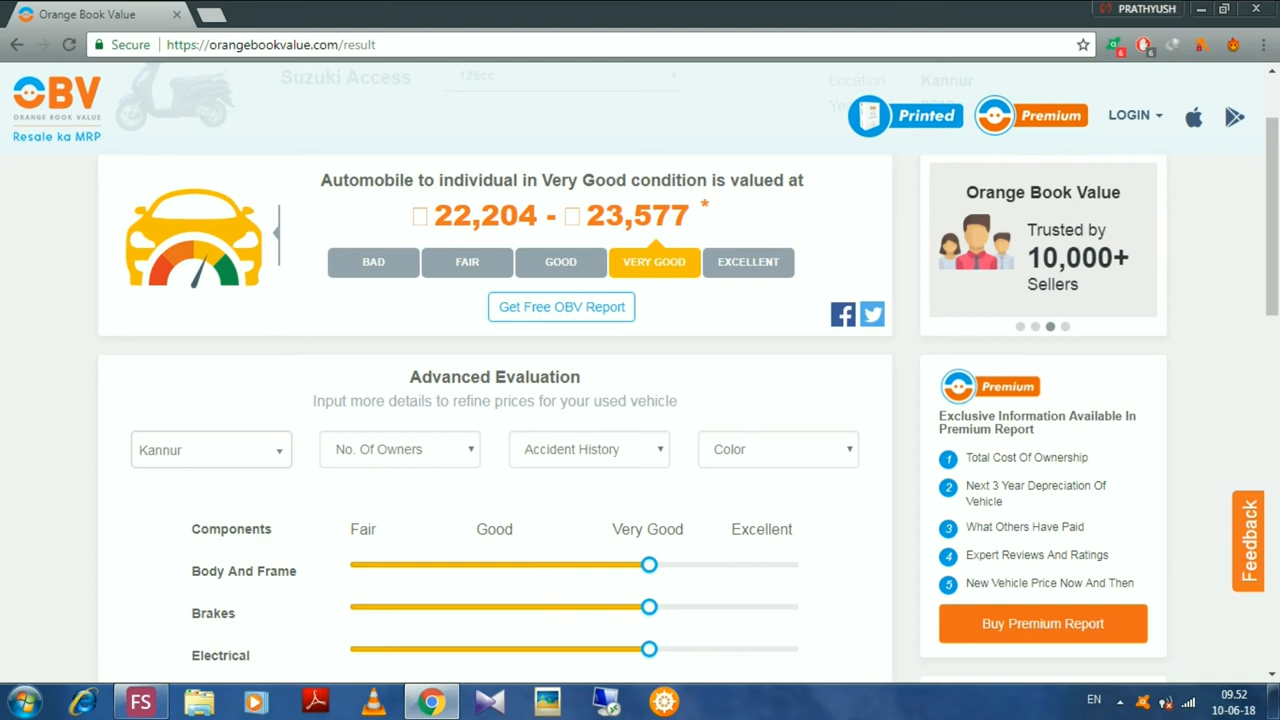 Orange Book Value
PRATHYUSH
Secure https://orangebookvalue.com/result
6
6
OBV
ORANGE BOOK VALUE
Resale ka MRP
Suzuki Access
125cc
Location
Kannur
Printed
Premium
LOGIN
Automobile to individual in Very Good condition is valued at
22,204 - 23,577 *
BAD FAIR GOOD VERY GOOD EXCELLENT
Get Free OBV Report
Orange Book Value
Trusted by
10,000+
Sellers
Advanced Evaluation
Input more details to refine prices for your used vehicle
Kannur No. Of Owners Accident History Color
Components Fair Good Very Good Excellent
Body And Frame
Brakes
Electrical
Premium
Exclusive Information Available In
Premium Report
1 Total Cost Of Ownership
2 Next 3 Year Depreciation Of
Vehicle
3 What Others Have Paid
4 Expert Reviews And Ratings
5 New Vehicle Price Now And Then
Buy Premium Report
Feedback
FS
EN
09.52
10-06-18